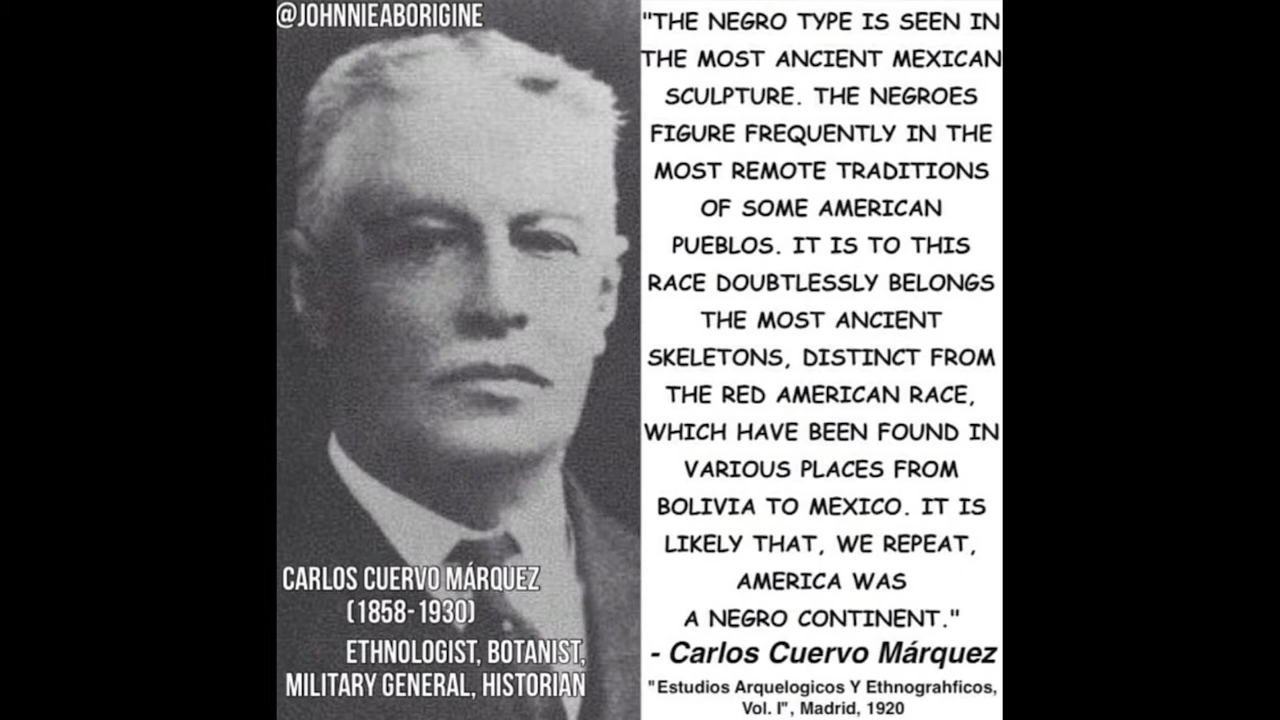 @JOHNNIEABORIGINE
CARLOS CUERVO MÁRQUEZ
(1858-1930)
ETHNOLOGIST, BOTANIST,
MILITARY GENERAL, HISTORIAN
"THE NEGRO TYPE IS SEEN IN
THE MOST ANCIENT MEXICAN
SCULPTURE. THE NEGROES
FIGURE FREQUENTLY IN THE
MOST REMOTE TRADITIONS
OF SOME AMERICAN
PUEBLOS. IT IS TO THIS
RACE DOUBTLESSLY BELONGS
THE MOST ANCIENT
SKELETONS, DISTINCT FROM
THE RED AMERICAN RACE,
WHICH HAVE BEEN FOUND IN
VARIOUS PLACES FROM
BOLIVIA TO MEXICO. IT IS
LIKELY THAT, WE REPEAT,
AMERICA WAS
A NEGRO CONTINENT."
- Carlos Cuervo Márquez
"Estudios Arquelogicos Y Ethnograhficos,
Vol. I", Madrid, 1920